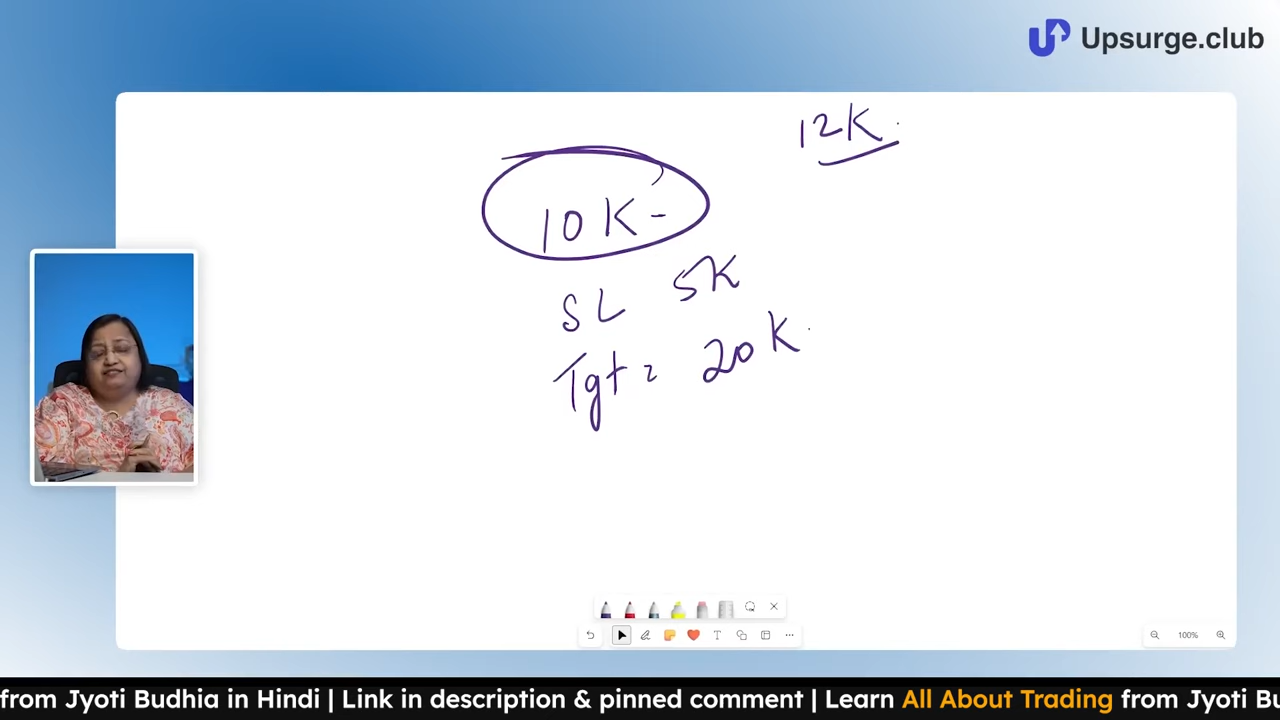 Upsurge.club
12K.
10K-
SL 5K
Tgt = 20K.
100%
from Jyoti Budhia in Hindi | Link in description & pinned comment | Learn All About Trading from Jyoti Bu